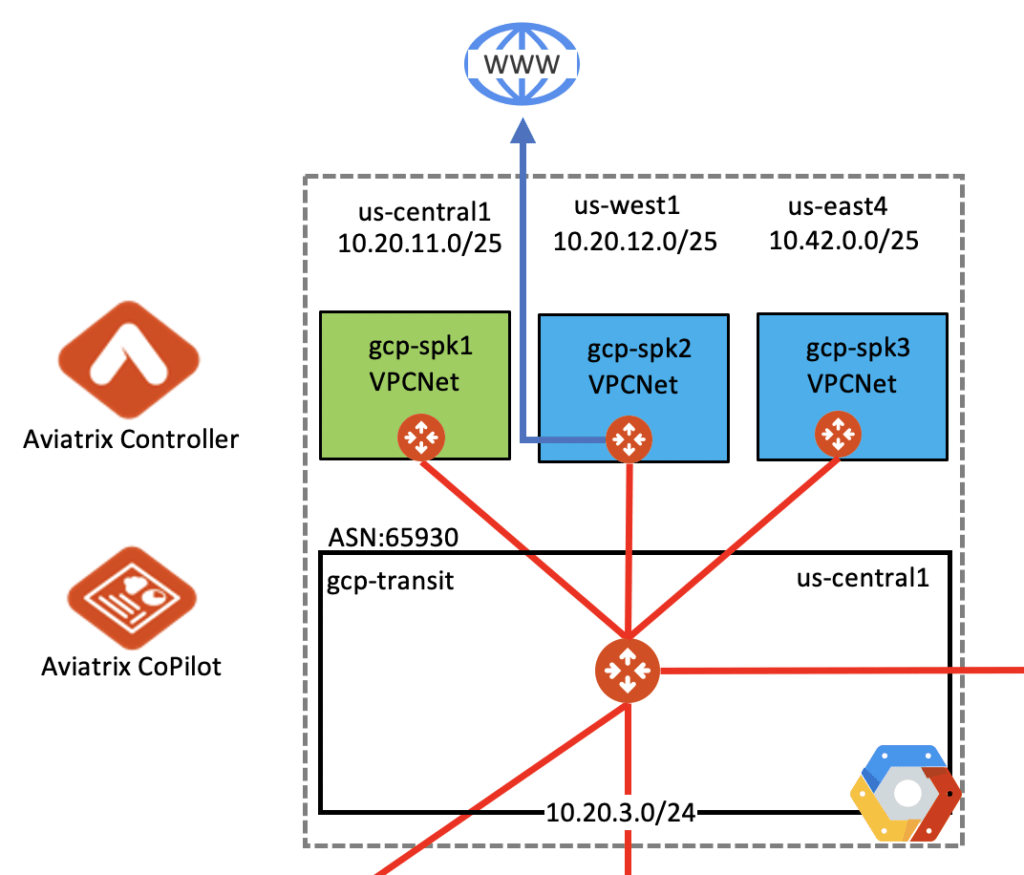 WWW
us-central1
10.20.11.0/25
us-west1
10.20.12.0/25
us-east4
10.42.0.0/25
gcp-spk1
VPCNet
gcp-spk2
VPCNet
gcp-spk3
VPCNet
Aviatrix Controller
ASN:65930
gcp-transit
us-central1
Aviatrix CoPilot
10.20.3.0/24